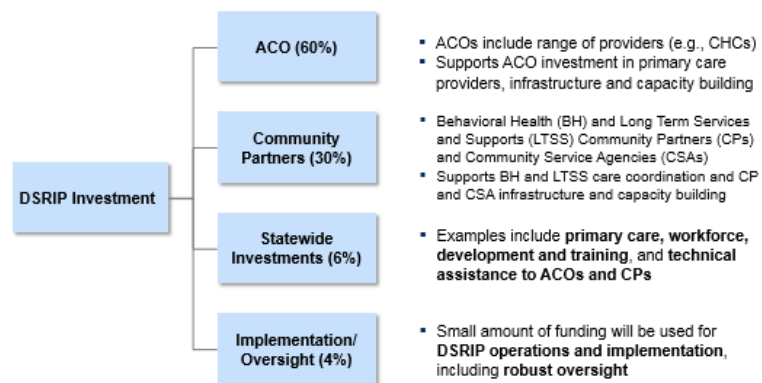 ACO (60%)
▪ ACOs include range of providers (e.g., CHCs)
▪ Supports ACO investment in primary care
providers, infrastructure and capacity building
Community
Partners (30%)
▪ Behavioral Health (BH) and Long Term Services
and Supports (LTSS) Community Partners (CPs)
and Community Service Agencies (CSAs)
▪ Supports BH and LTSS care coordination and CP
and CSA infrastructure and capacity building
DSRIP Investment
Statewide
Investments (6%)
▪ Examples include primary care, workforce,
development and training, and technical
assistance to ACOs and CPs
Implementation/
Oversight (4%)
▪ Small amount of funding will be used for
DSRIP operations and implementation,
including robust oversight